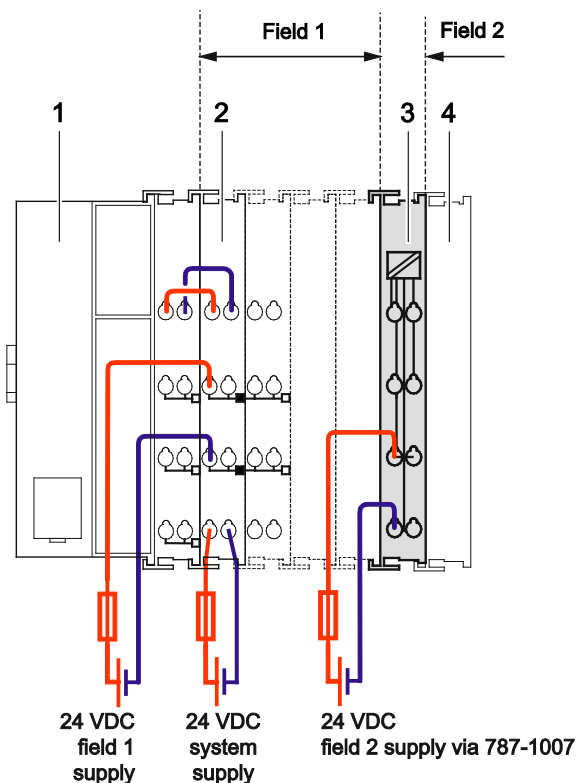 Field 1
Field 2
1
2
3
4
24 VDC
field 1
supply
24 VDC
system
supply
24 VDC
field 2 supply via 787-1007